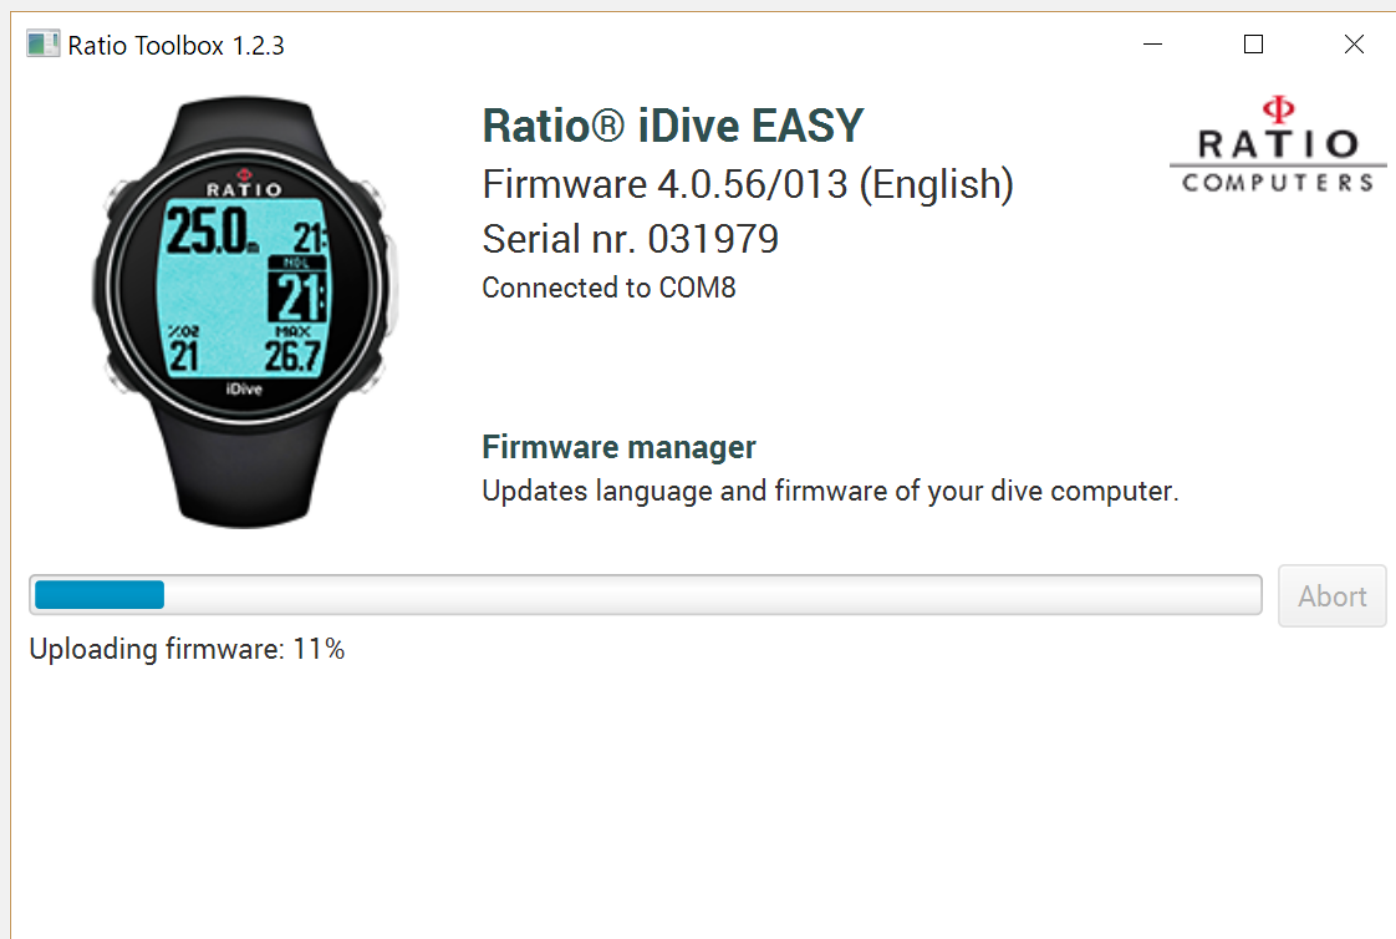 Ratio Toolbox 1.2.3
Ratio® iDive EASY
Firmware 4.0.56/013 (English)
Serial nr. 031979
Connected to COM8
RATIO
COMPUTERS
RATIO
25.0m 21:
NDL
21:
%O2 MAX
21 26.7
iDive
Firmware manager
Updates language and firmware of your dive computer.
Abort
Uploading firmware: 11%